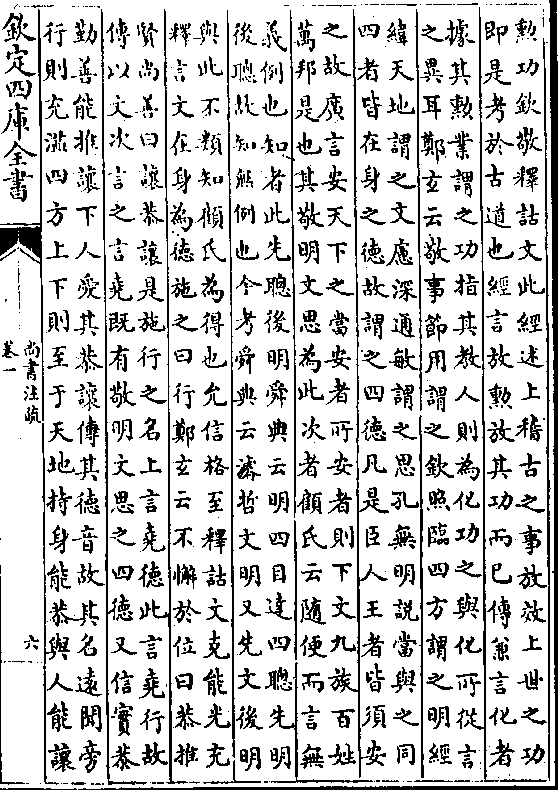 勲功欽敬釋詁文此經述上稽古之事放效上世之功
即是考於古道也經言放勲放其功而已傳兼言化者
據其勲業謂之功指其教人則為化功之與化所從言
之異耳鄭玄云敬事節用謂之欽照臨四方謂之明經
緯天地謂之文慮深通敏謂之思孔無明說當與之同
四者皆在身之德故謂之四德凡是臣人王者皆須安
之故廣言安天下之當安者所安者則下文九族百姓
萬邦是也其敬明文思為此次者顧氏云隨便而言無
義例也知者此先聰後明舜典云明四目達四聰先明
後聰故知無例也今考舜典云濬哲文明又先文後明
與此不類知顧氏為得也允信格至釋詁文克能光充
釋言文在身為德施之曰行鄭玄云不懈於位曰恭推
賢尚善曰讓恭讓是施行之名上言堯德此言堯行故
傳以文次言之言堯既有敬明文思之四德又信實恭
勤善能推讓下人愛其恭讓傳其德音故其名遠聞旁
行則充溢四方上下則至于天地持身能恭與人能讓
欽定四庫全書
尚書注疏
卷一
六